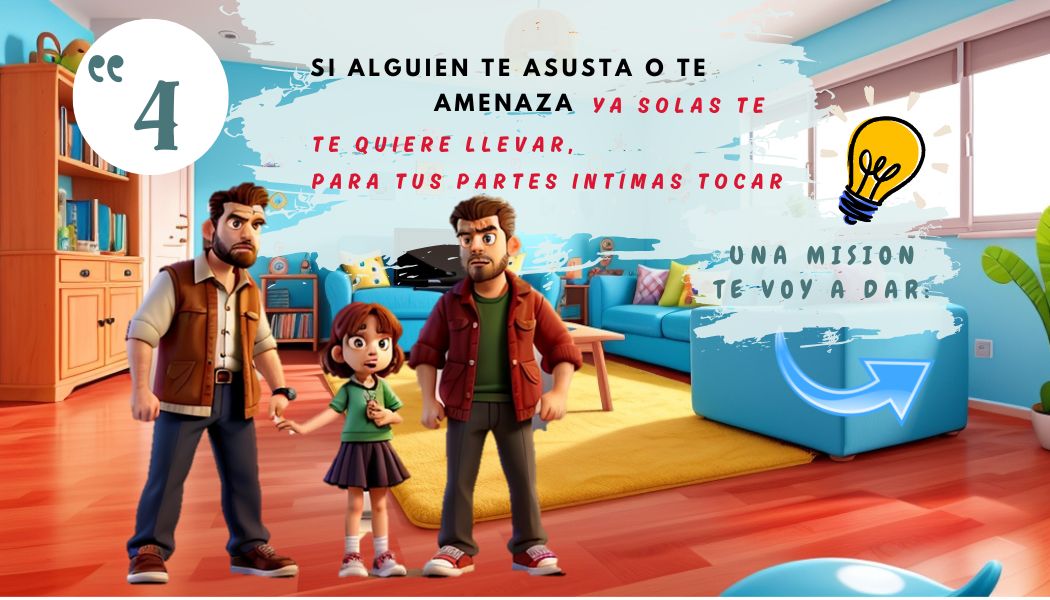 “ 4
SI ALGUIEN TE ASUSTA O TE
AMENAZA YA SOLAS TE
TE QUIERE LLEVAR,
PARA TUS PARTES INTIMAS TOCAR
UNA MISION
TE VOY A DAR: